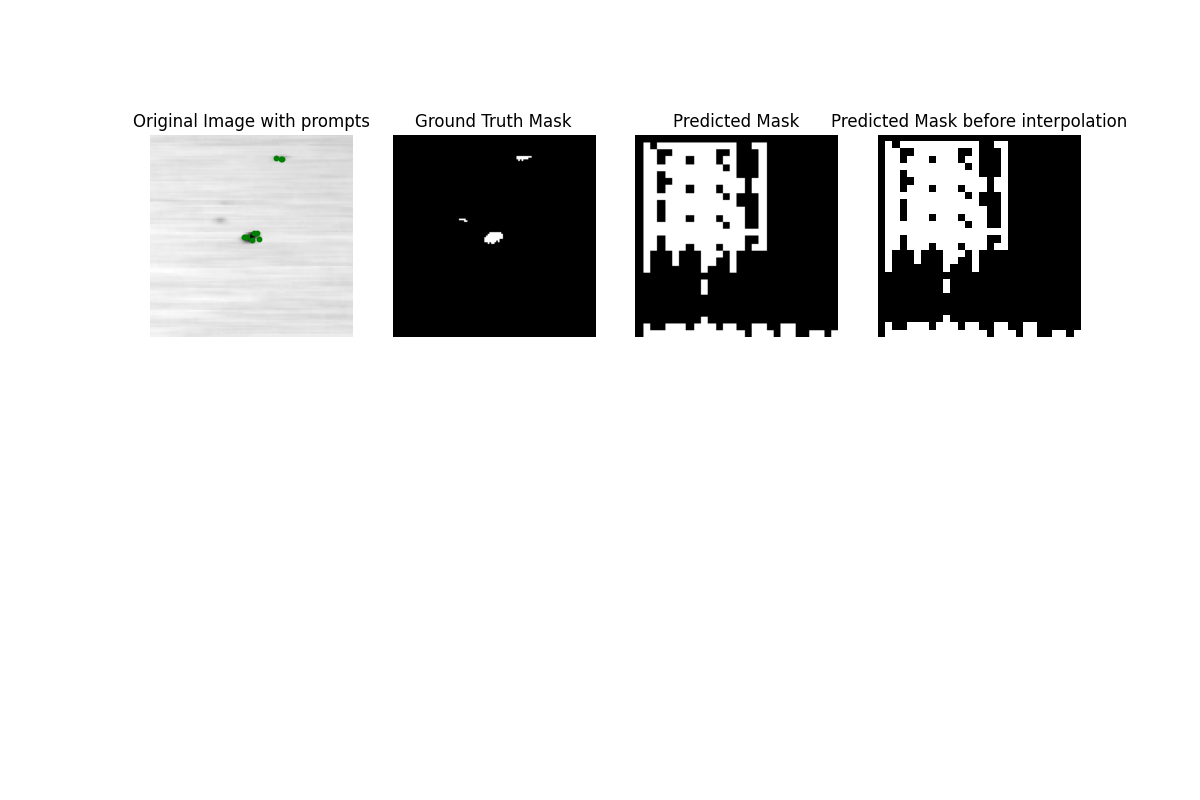 Original Image with prompts
Ground Truth Mask
Predicted Mask
Predicted Mask before interpolation